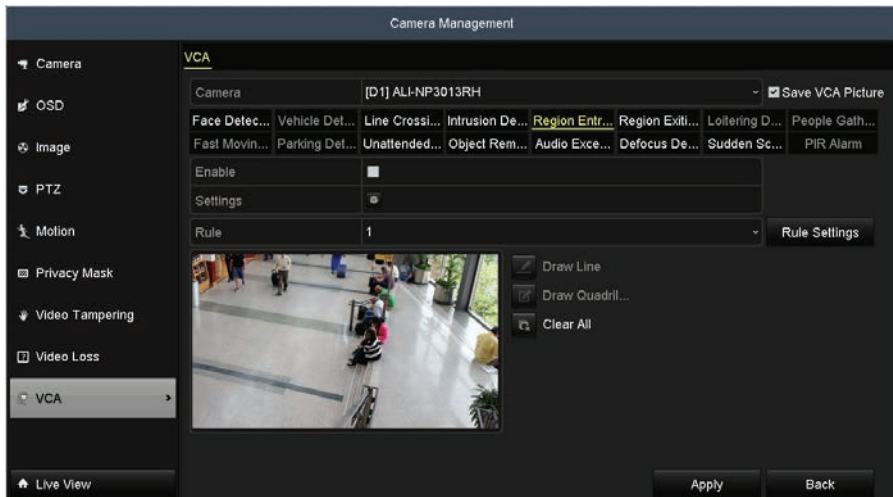 Camera Management
Camera
OSD
Image
PTZ
Motion
Privacy Mask
Video Tampering
Video Loss
VCA
Live View
VCA
Camera [D1] ALI-NP3013RH Save VCA Picture
Face Detec... Vehicle Det... Line Crossi... Intrusion De... Region Entr... Region Exiti... Loitering D... People Gath...
Fast Movin... Parking Det... Unattended... Object Rem... Audio Exce... Defocus De... Sudden Sc... PIR Alarm
Enable
Settings
Rule 1 Rule Settings
Draw Line
Draw Quadril...
Clear All
Apply Back